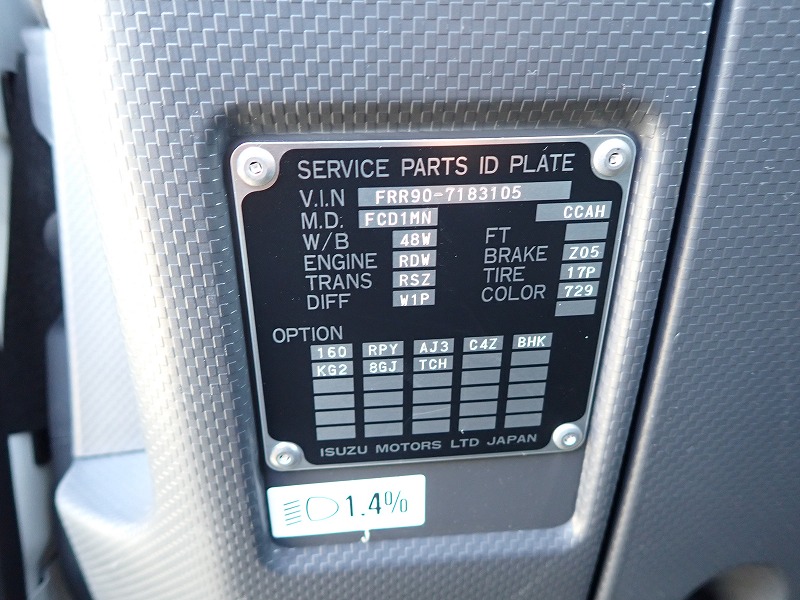 SERVICE PARTS ID PLATE
V.I.N FRR90-7183105
M.D. FCD1MN CCAH
W/B 48W FT
ENGINE RDW BRAKE Z05
TRANS RSZ TIRE 17P
DIFF W1P COLOR 729
OPTION
160 RPY AJ3 C4Z BHK
KG2 8GJ TCH
ISUZU MOTORS LTD JAPAN
1.4%